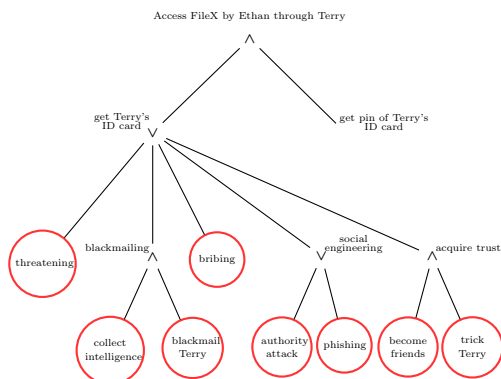 Access FileX by Ethan through Terry
∧
get Terry's
ID card
∨
get pin of Terry's
ID card
threatening
blackmailing
∧
bribing
social
engineering
∨
acquire trust
∧
collect
intelligence
blackmail
Terry
authority
attack
phishing
become
friends
trick
Terry